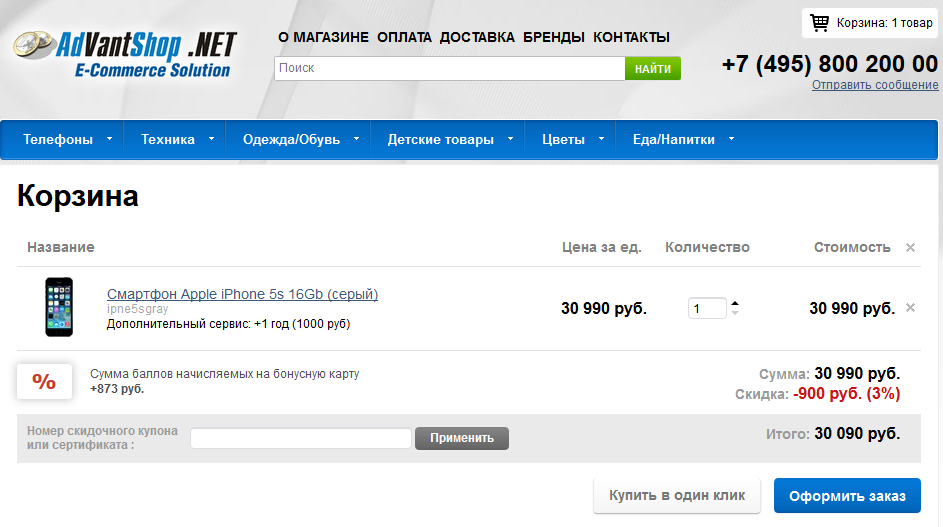 AdVantShop .NET
E-Commerce Solution
О МАГАЗИНЕ ОПЛАТА ДОСТАВКА БРЕНДЫ КОНТАКТЫ
Корзина: 1 товар
Поиск
НАЙТИ
+7 (495) 800 200 00
Отправить сообщение
Телефоны Техника Одежда/Обувь Детские товары Цветы Еда/Напитки
Корзина
Название Цена за ед. Количество Стоимость ×
Смартфон Apple iPhone 5s 16Gb (серый)
ipne5sgray
Дополнительный сервис: +1 год (1000 руб)
30 990 руб. 1 30 990 руб. ×
%
Сумма баллов начисляемых на бонусную карту
+873 руб.
Сумма: 30 990 руб.
Скидка: -900 руб. (3%)
Номер скидочного купона
или сертификата :
Применить
Итого: 30 090 руб.
Купить в один клик
Оформить заказ